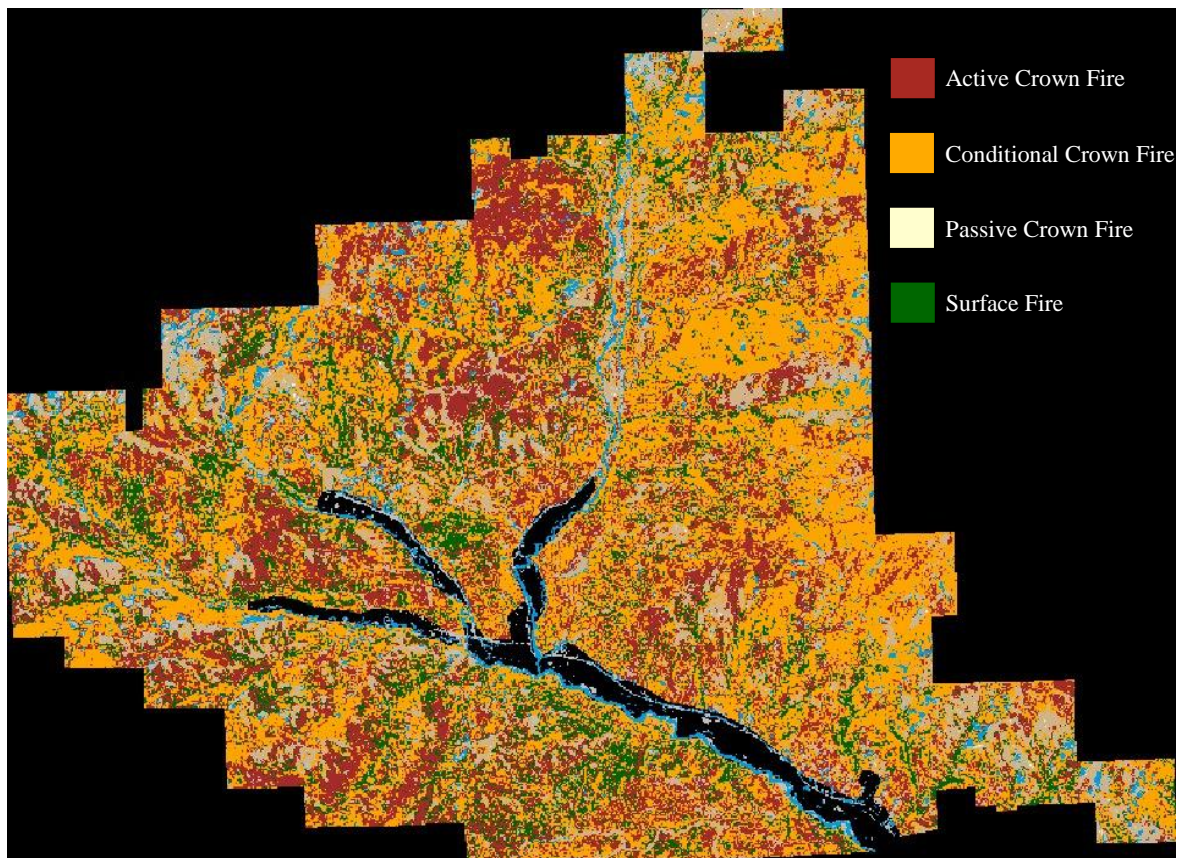 Active Crown Fire
Conditional Crown Fire
Passive Crown Fire
Surface Fire